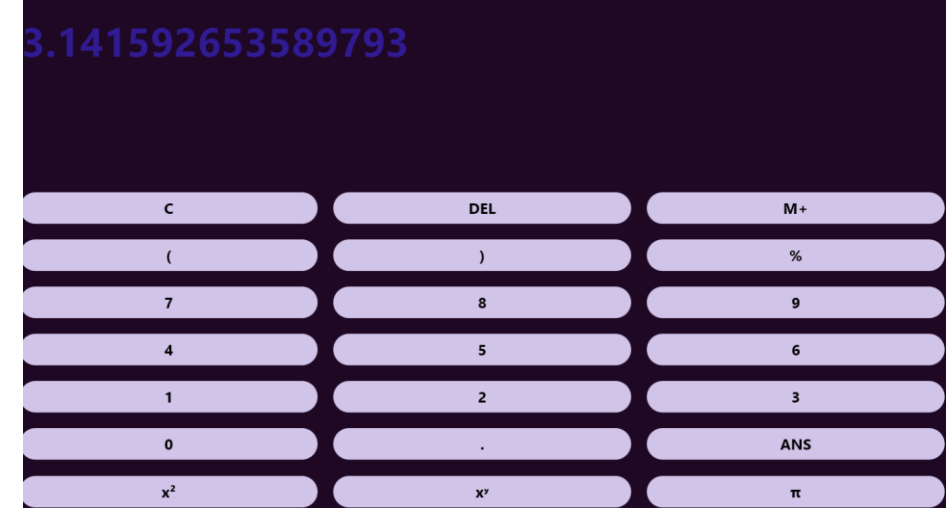 3.141592653589793
C DEL M+
( ) %
7 8 9
4 5 6
1 2 3
0 . ANS
x² xʸ π